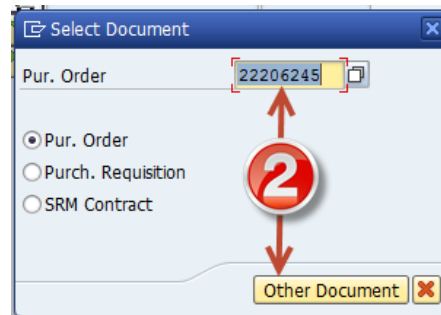 Select Document
Pur. Order 22206245
Pur. Order
Purch. Requisition
SRM Contract
2
Other Document